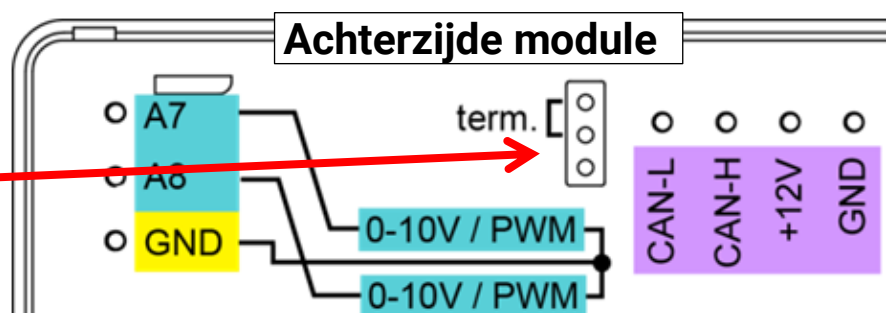 Achterzijde module
A7
A8
GND
term.
0-10V / PWM
0-10V / PWM
CAN-L
CAN-H
+12V
GND